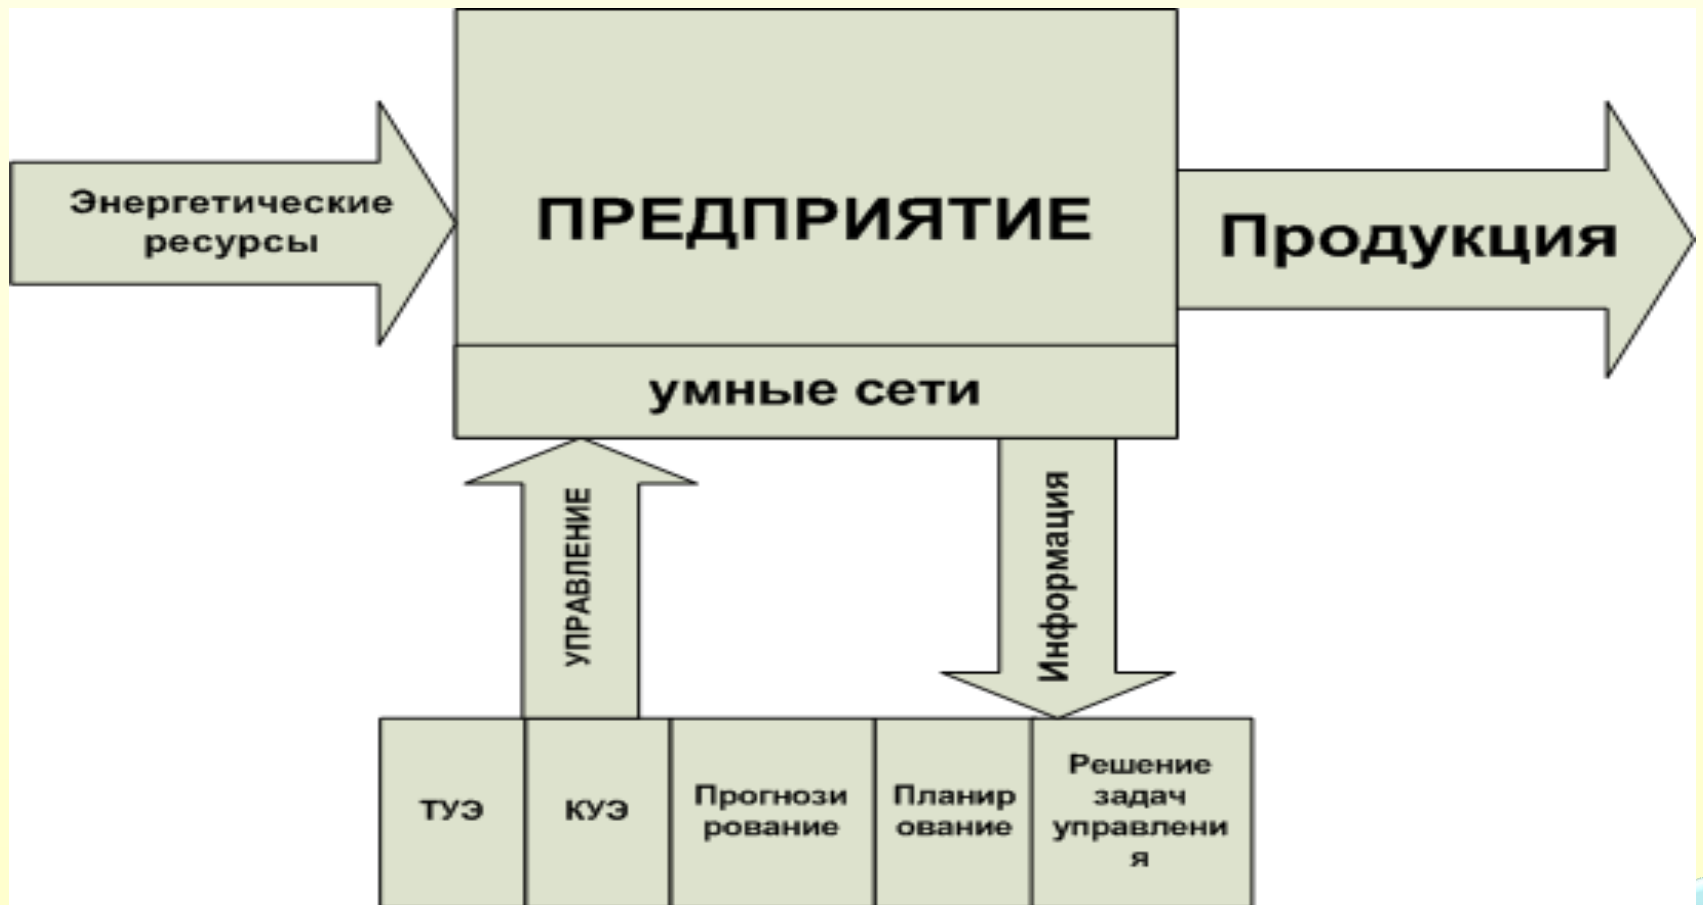 Энергетические
ресурсы
ПРЕДПРИЯТИЕ
Продукция
умные сети
УПРАВЛЕНИЕ
Информация
ТУЭ
КУЭ
Прогнози
рование
Планир
ование
Решение
задач
управлени
я